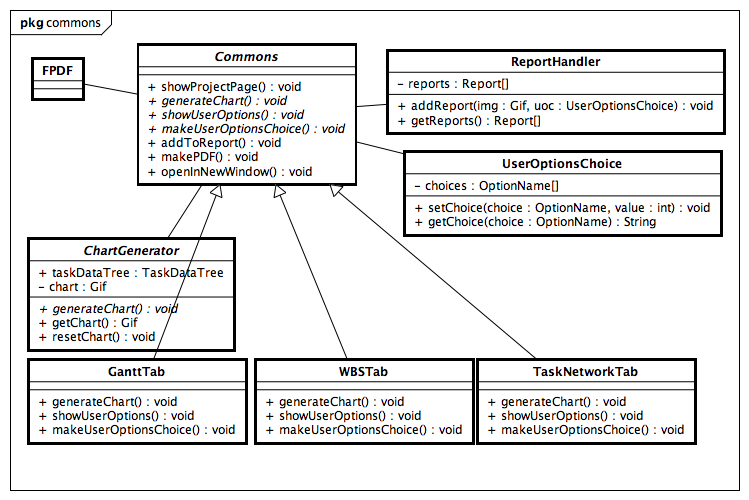 pkg commons
FPDF
Commons
+ showProjectPage() : void
+ generateChart() : void
+ showUserOptions() : void
+ makeUserOptionsChoice() : void
+ addToReport() : void
+ makePDF() : void
+ openInNewWindow() : void
ReportHandler
− reports : Report[]
+ addReport(img : Gif, uoc : UserOptionsChoice) : void
+ getReports() : Report[]
UserOptionsChoice
− choices : OptionName[]
+ setChoice(choice : OptionName, value : int) : void
+ getChoice(choice : OptionName) : String
ChartGenerator
+ taskDataTree : TaskDataTree
− chart : Gif
+ generateChart() : void
+ getChart() : Gif
+ resetChart() : void
GanttTab
+ generateChart() : void
+ showUserOptions() : void
+ makeUserOptionsChoice() : void
WBSTab
+ generateChart() : void
+ showUserOptions() : void
+ makeUserOptionsChoice() : void
TaskNetworkTab
+ generateChart() : void
+ showUserOptions() : void
+ makeUserOptionsChoice() : void